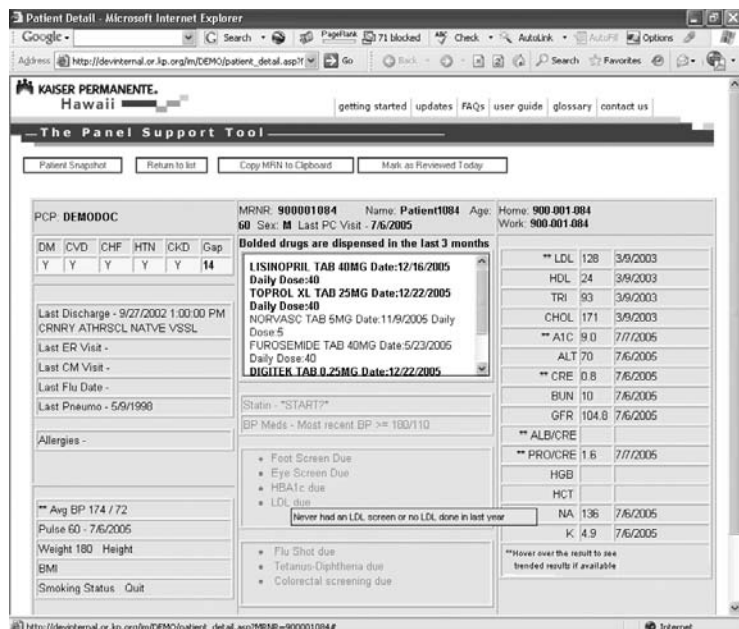 Patient Detail - Microsoft Internet Explorer
Google - G Search PageRank 71 blocked ABC Check AutoLink AutoFill Options
Address http://devinternal.or.kp.org/im/DEMO/patient_detail.asp?f Go Back Search Favorites
KAISER PERMANENTE.
Hawaii
getting started updates FAQs user guide glossary contact us
The Panel Support Tool
Patient Snapshot Return to list Copy MRN to Clipboard Mark as Reviewed Today
PCP: DEMODOC
DM CVD CHF HTN CKD Gap
Y Y Y Y Y 14
Last Discharge - 9/27/2002 1:00:00 PM
CRNRY ATHRSCL NATVE VSSL
Last ER Visit -
Last CM Visit -
Last Flu Date -
Last Pneumo - 5/9/1998
Allergies -
** Avg BP 174 / 72
Pulse 60 - 7/6/2005
Weight 180 Height
BMI
Smoking Status Quit
MRNR: 900001084 Name: Patient1084 Age:
60 Sex: M Last PC Visit - 7/6/2005
Bolded drugs are dispensed in the last 3 months
LISINOPRIL TAB 40MG Date:12/16/2005
Daily Dose:40
TOPROL XL TAB 25MG Date:12/22/2005
Daily Dose:40
NORVASC TAB 5MG Date:11/9/2005 Daily
Dose:5
FUROSEMIDE TAB 40MG Date:5/23/2005
Daily Dose:40
DIGITEK TAB 0.25MG Date:12/22/2005
Statin - "START?"
BP Meds - Most recent BP >= 180/110
Foot Screen Due
Eye Screen Due
HBA1c due
LDL due
Never had an LDL screen or no LDL done in last year
Flu Shot due
Tetanus-Diphtheria due
Colorectal screening due
Home: 900-001-084
Work: 900-001-084
** LDL 128 3/9/2003
HDL 24 3/9/2003
TRI 93 3/9/2003
CHOL 171 3/9/2003
** A1C 9.0 7/7/2005
ALT 70 7/6/2005
** CRE 0.8 7/6/2005
BUN 10 7/6/2005
GFR 104.8 7/6/2005
** ALB/CRE
** PRO/CRE 1.6 7/7/2005
HGB
HCT
NA 136 7/6/2005
K 4.9 7/6/2005
**Hover over the result to see
trended results if available
http://devinternal.or.kp.org/im/DEMO/patient_detail.asp?MRNR=900001084# Internet